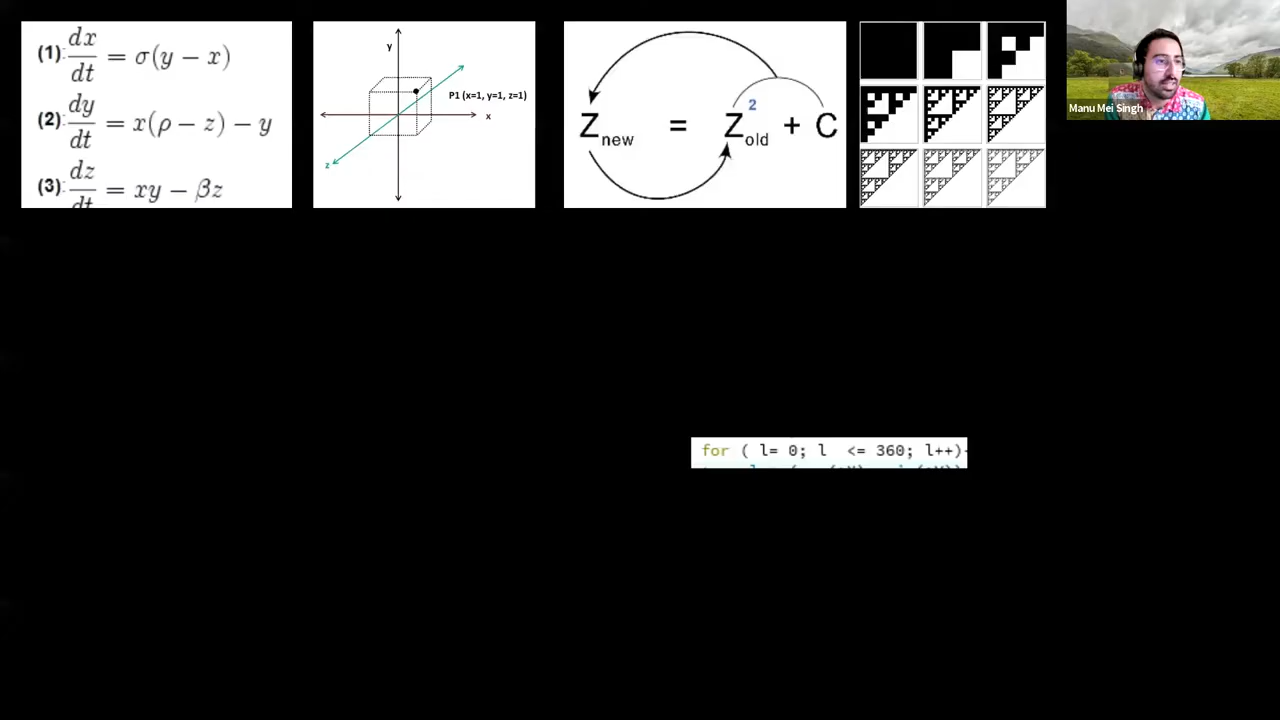 (1): dx/dt = σ(y − x)
(2): dy/dt = x(ρ − z) − y
(3): dz/dt = xy − βz
y
P1 (x=1, y=1, z=1)
x
z
Z new = Z old 2 + C
Manu Mei Singh
for ( l= 0; l <= 360; l++)